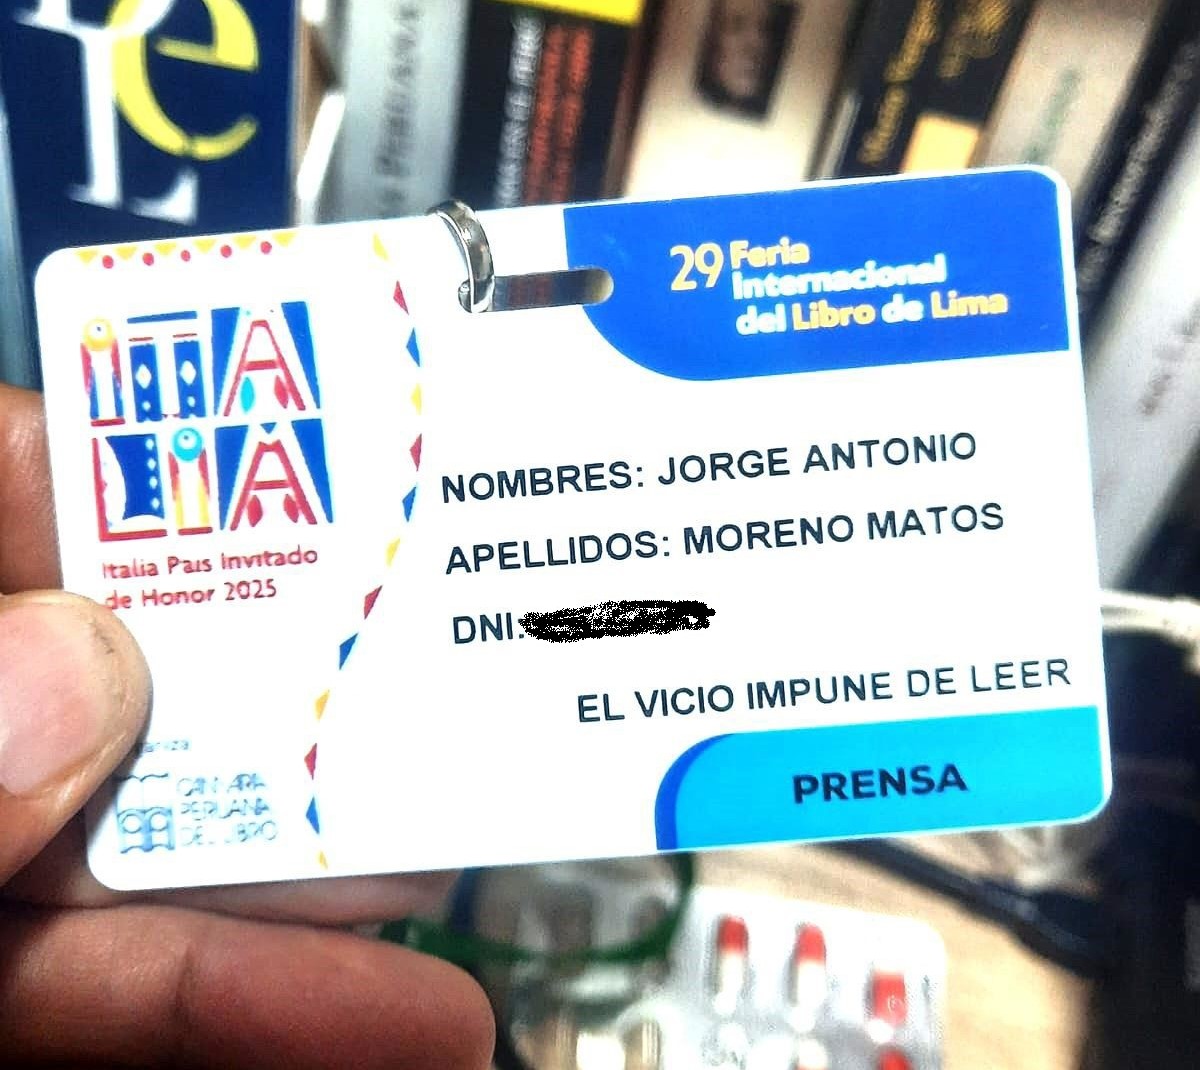 Le
29 Feria
Internacional
del Libro de Lima
iTA
LiA
Italia País Invitado
de Honor 2025
NOMBRES: JORGE ANTONIO
APELLIDOS: MORENO MATOS
DNI.
EL VICIO IMPUNE DE LEER
PRENSA
CÁMARA
PERUANA
DEL LIBRO